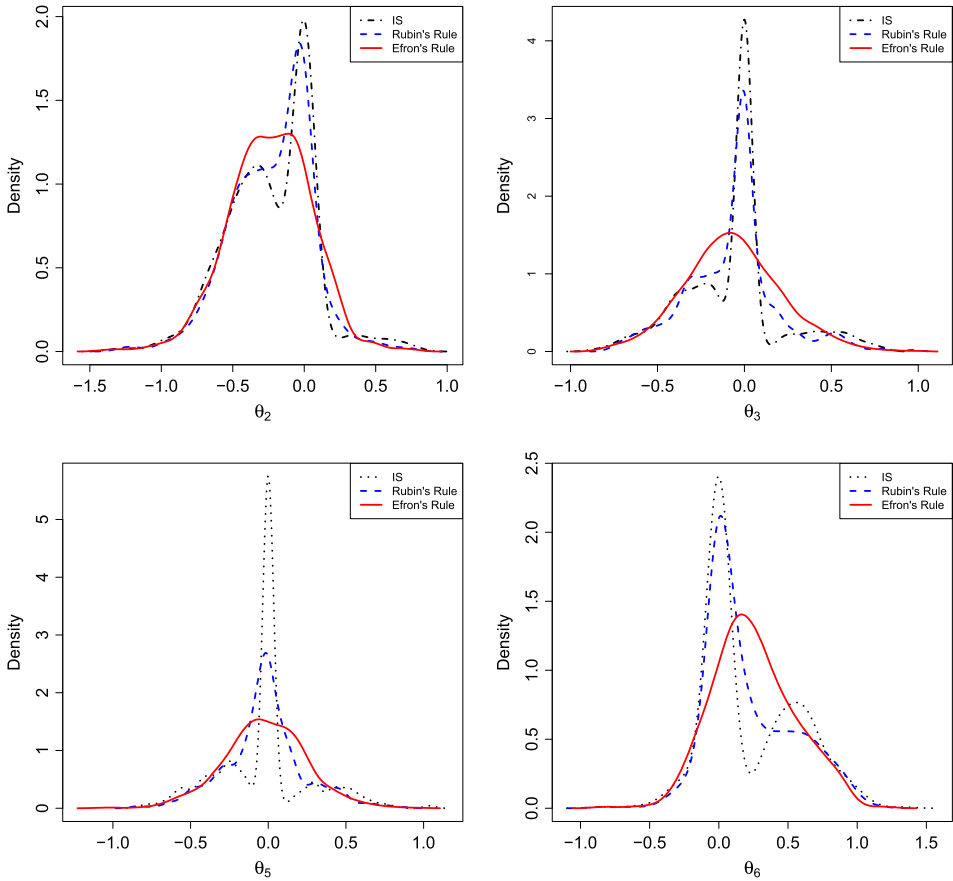 IS
Rubin's Rule
Efron's Rule
Density
0.0 0.5 1.0 1.5 2.0
−1.5 −1.0 −0.5 0.0 0.5 1.0
θ2
IS
Rubin's Rule
Efron's Rule
Density
0 1 2 3 4
−1.0 −0.5 0.0 0.5 1.0
θ3
IS
Rubin's Rule
Efron's Rule
Density
0 1 2 3 4 5
−1.0 −0.5 0.0 0.5 1.0
θ5
IS
Rubin's Rule
Efron's Rule
Density
0.0 0.5 1.0 1.5 2.0 2.5
−1.0 −0.5 0.0 0.5 1.0 1.5
θ6